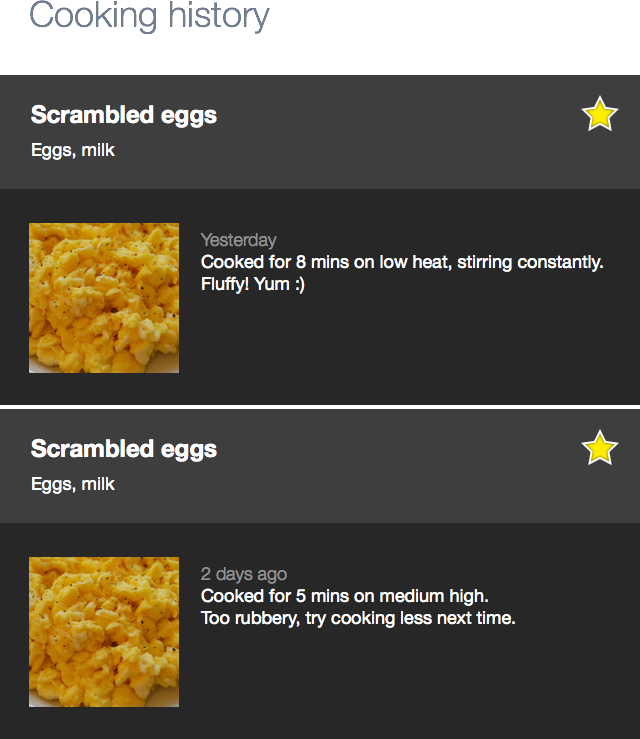 Cooking history
Scrambled eggs
Eggs, milk
Yesterday
Cooked for 8 mins on low heat, stirring constantly.
Fluffy! Yum :)
Scrambled eggs
Eggs, milk
2 days ago
Cooked for 5 mins on medium high.
Too rubbery, try cooking less next time.